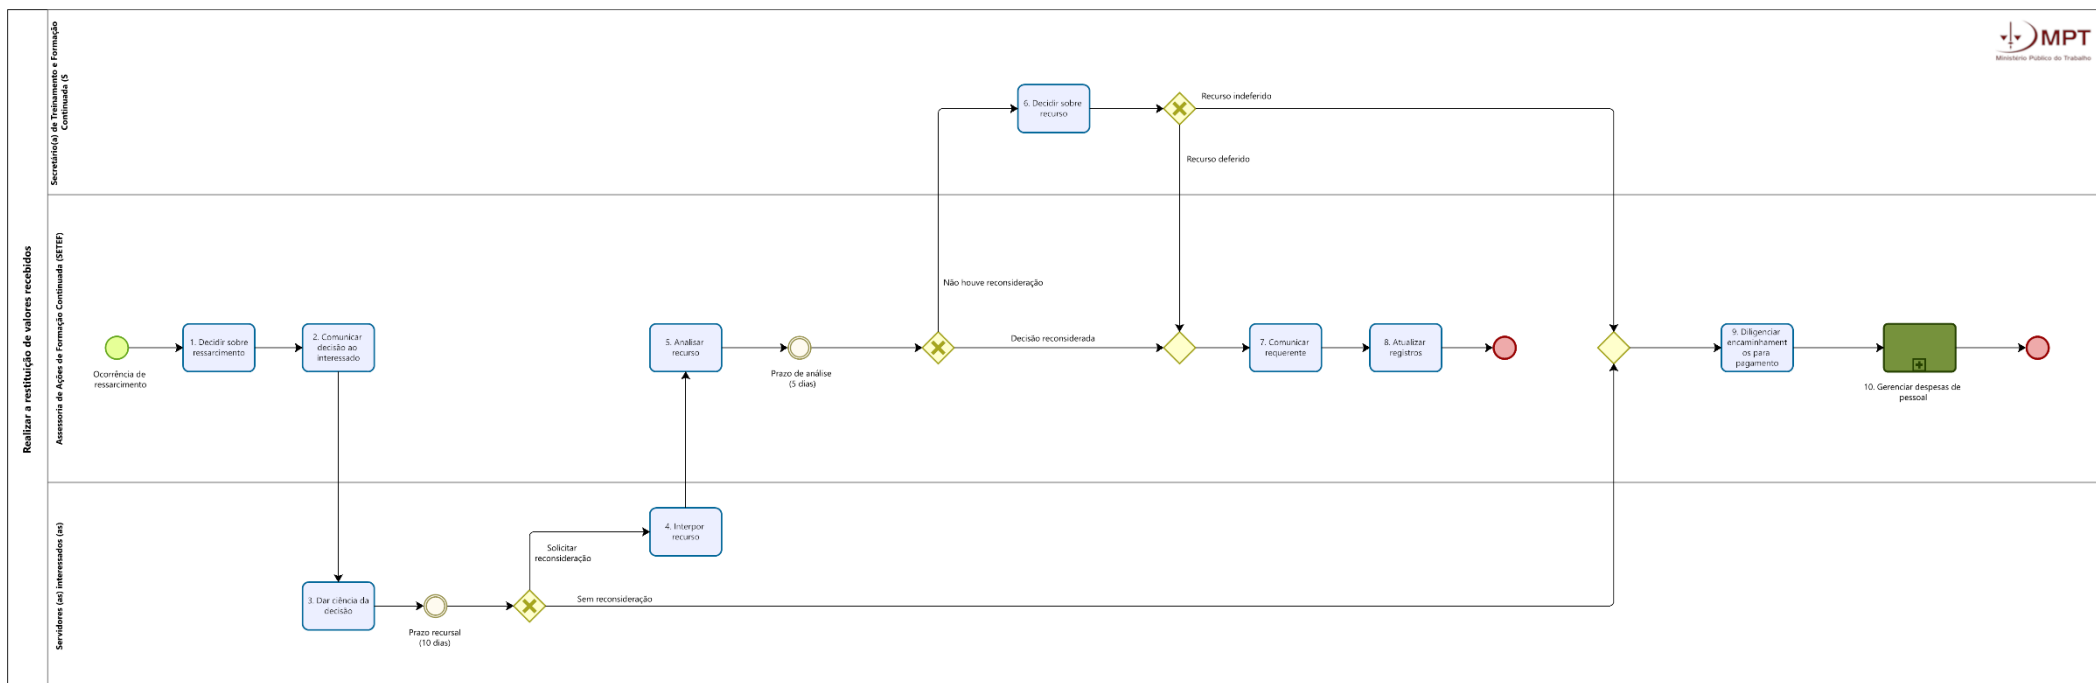 Realizar a restituição de valores recebidos
Secretário(a) de Treinamento e Formação
Continuada (S
MPT
Ministério Público do Trabalho
6. Decidir sobre
recurso
Recurso indeferido
Recurso deferido
Assessoria de Ações de Formação Continuada (SETEF)
Não houve reconsideração
Ocorrência de
ressarcimento
1. Decidir sobre
ressarcimento
2. Comunicar
decisão ao
interessado
5. Analisar
recurso
Prazo de análise
(5 dias)
Decisão reconsiderada
7. Comunicar
requerente
8. Atualizar
registros
9. Diligenciar
encaminhament
os para
pagamento
10. Gerenciar despesas de
pessoal
Servidores (as) interessados (as)
4. Interpor
recurso
Solicitar
reconsideração
3. Dar ciência da
decisão
Prazo recursal
(10 dias)
Sem reconsideração